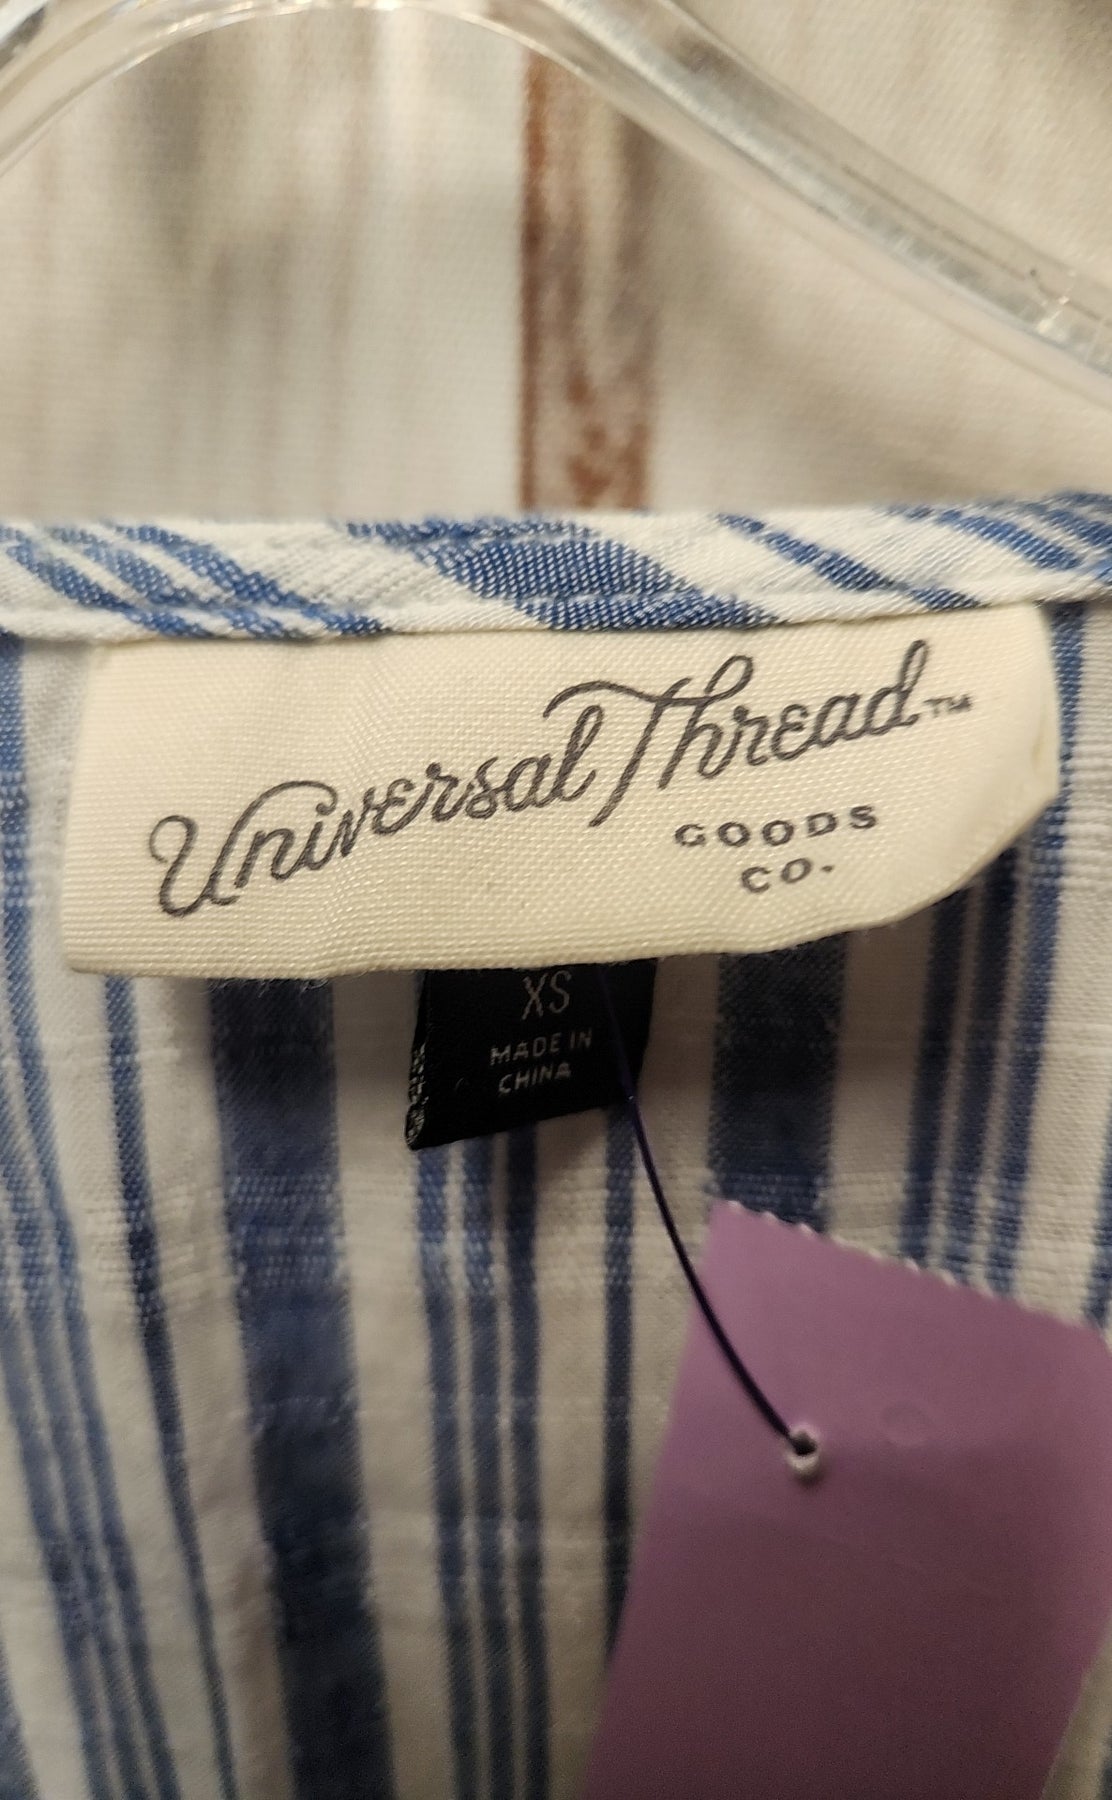 Universal Thread™
GOODS
CO.
XS
MADE IN
CHINA